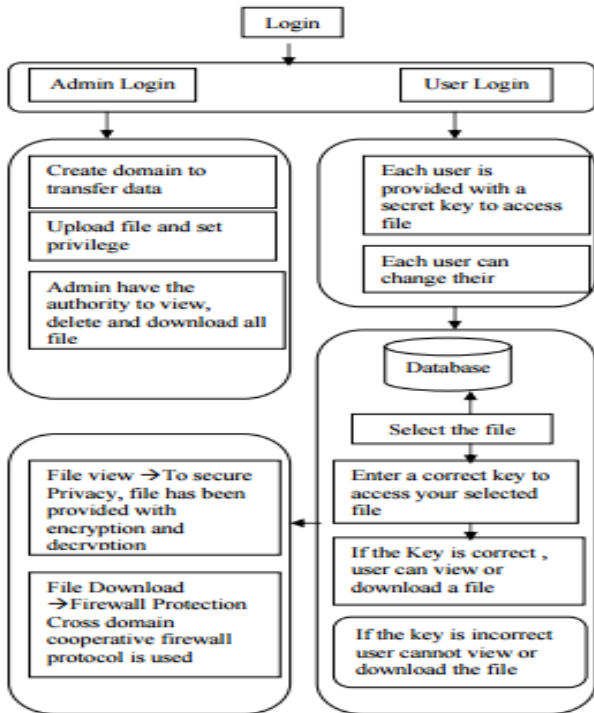 Login
Admin Login
User Login
Create domain to
transfer data
Upload file and set
privilege
Admin have the
authority to view,
delete and download all
file
Each user is
provided with a
secret key to access
file
Each user can
change their
Database
Select the file
Enter a correct key to
access your selected
file
If the Key is correct ,
user can view or
download a file
If the key is incorrect
user cannot view or
download the file
File view →To secure
Privacy, file has been
provided with
encryption and
decryption
File Download
→Firewall Protection
Cross domain
cooperative firewall
protocol is used